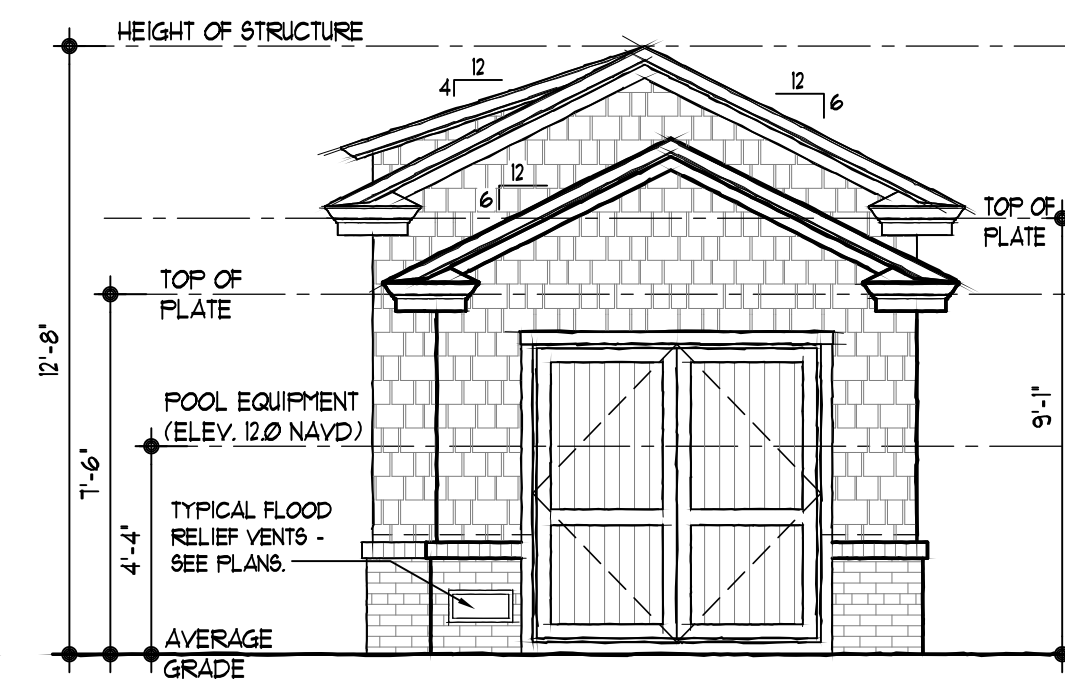 HEIGHT OF STRUCTURE
12
4
12
6
12
6
TOP OF
PLATE
TOP OF
PLATE
12'-8"
POOL EQUIPMENT
(ELEV. 12.0 NAVD)
9'-1"
7'-6"
TYPICAL FLOOD
RELIEF VENTS -
SEE PLANS.
4'-4"
AVERAGE
GRADE